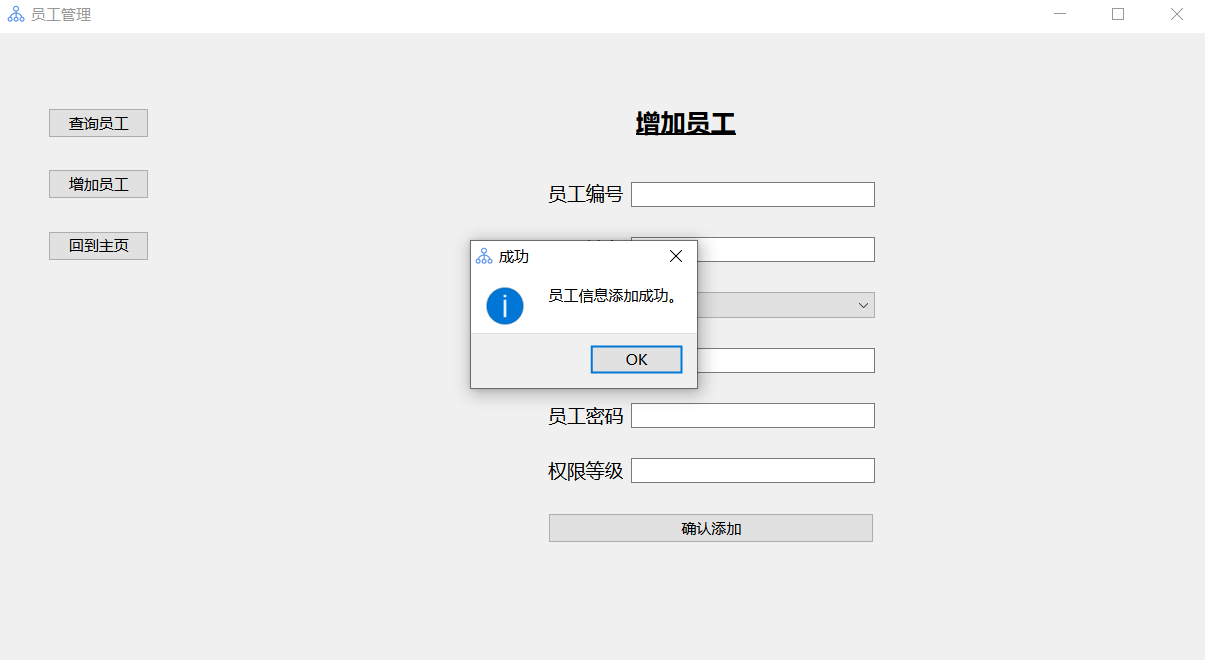 员工管理
查询员工
增加员工
回到主页
增加员工
员工编号
成功
员工信息添加成功。
OK
员工密码
权限等级
确认添加